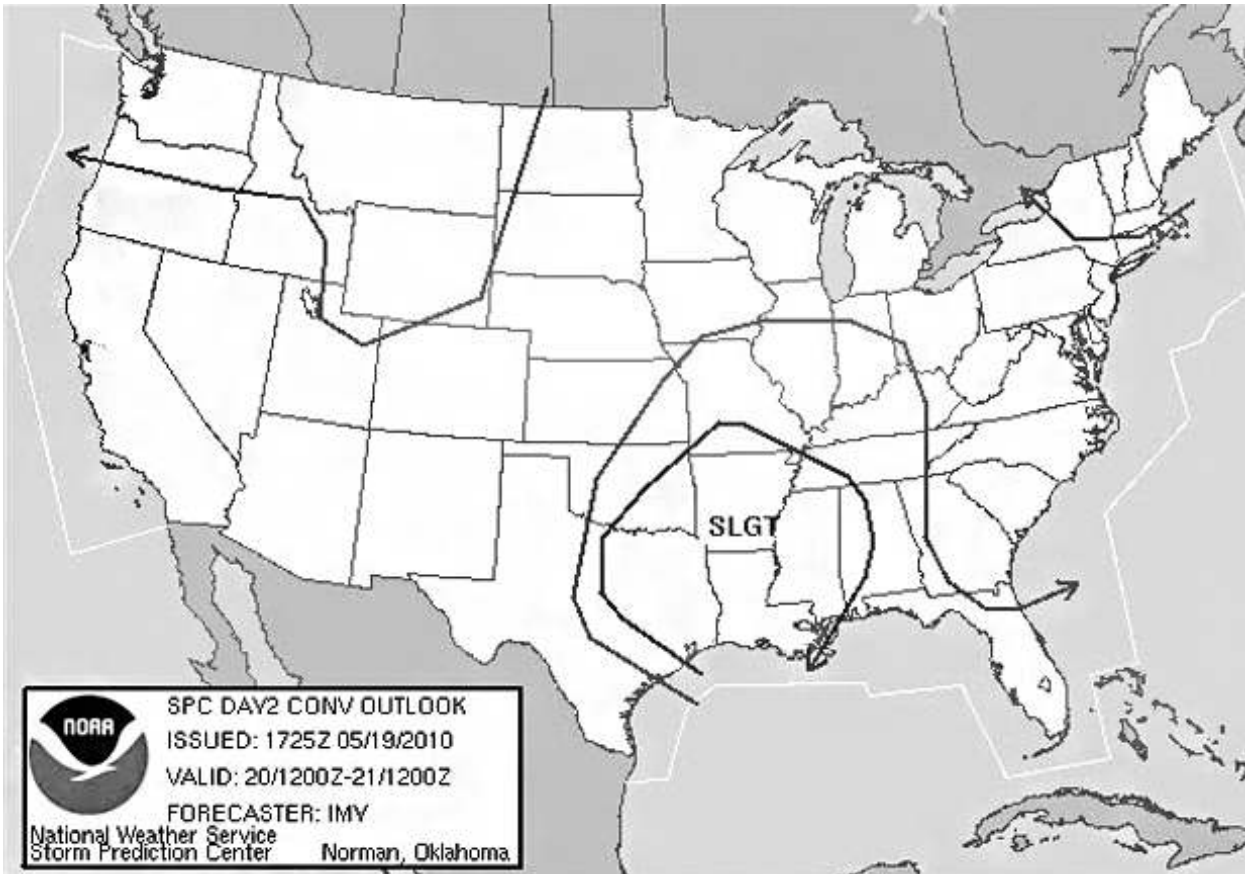 SLGT
NOAA
SPC DAY2 CONV OUTLOOK
ISSUED: 1725Z 05/19/2010
VALID: 20/1200Z-21/1200Z
FORECASTER: IMV
National Weather Service
Storm Prediction Center Norman, Oklahoma